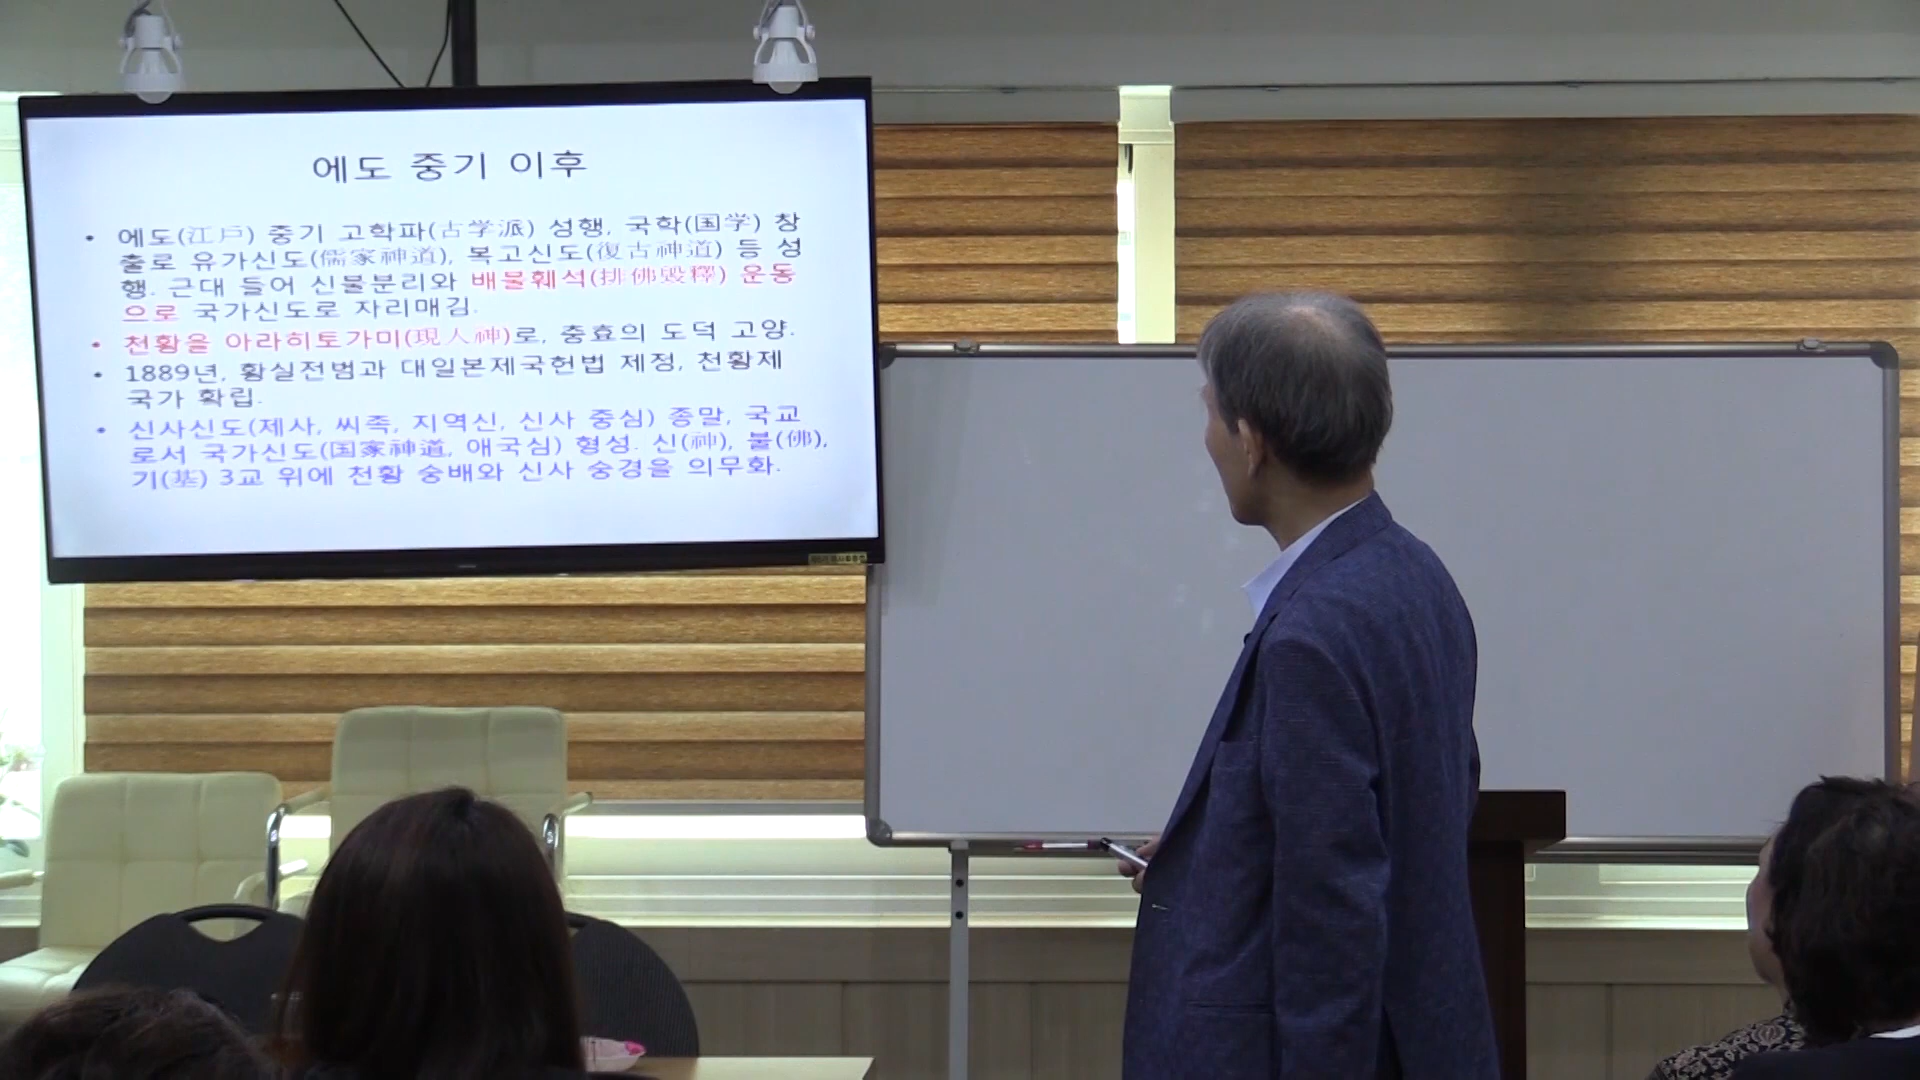 에도 중기 이후
• 에도(江戶) 중기 고학파(古学派) 성행, 국학(国学) 창
출로 유가신도(儒家神道), 복고신도(復古神道) 등 성
행. 근대 들어 신불분리와 배불훼석(排佛毀釋) 운동
으로 국가신도로 자리매김.
• 천황을 아라히토가미(現人神)로, 충효의 도덕 고양.
• 1889년, 황실전범과 대일본제국헌법 제정, 천황제
국가 확립.
• 신사신도(제사, 씨족, 지역신, 신사 중심) 종말, 국교
로서 국가신도(国家神道, 애국심) 형성. 신(神), 불(佛),
기(基) 3교 위에 천황 숭배와 신사 숭경을 의무화.